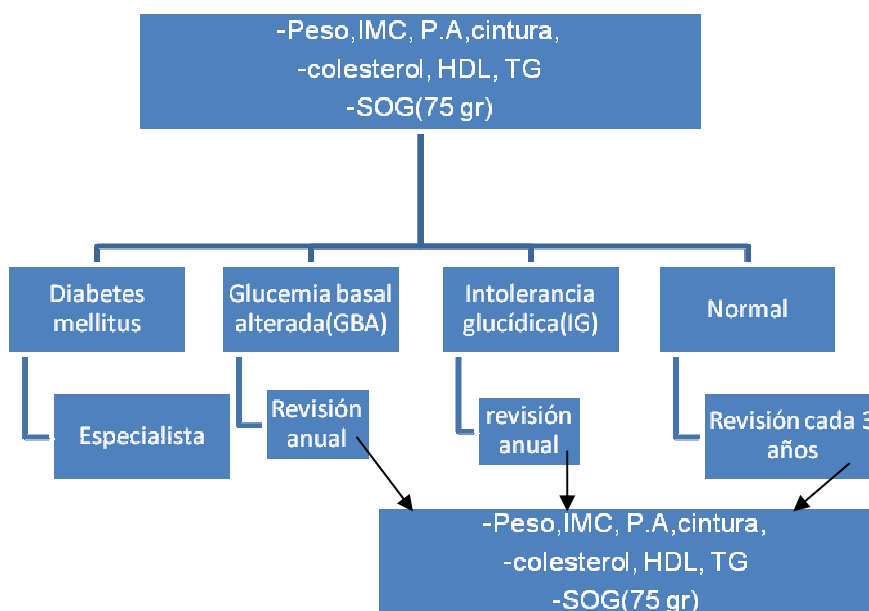 -Peso,IMC, P.A,cintura,
-colesterol, HDL, TG
-SOG(75 gr)
Diabetes
mellitus
Glucemia basal
alterada(GBA)
Intolerancia
glucídica(IG)
Normal
Especialista
Revisión
anual
revisión
anual
Revisión cada 3
años
-Peso,IMC, P.A,cintura,
-colesterol, HDL, TG
-SOG(75 gr)